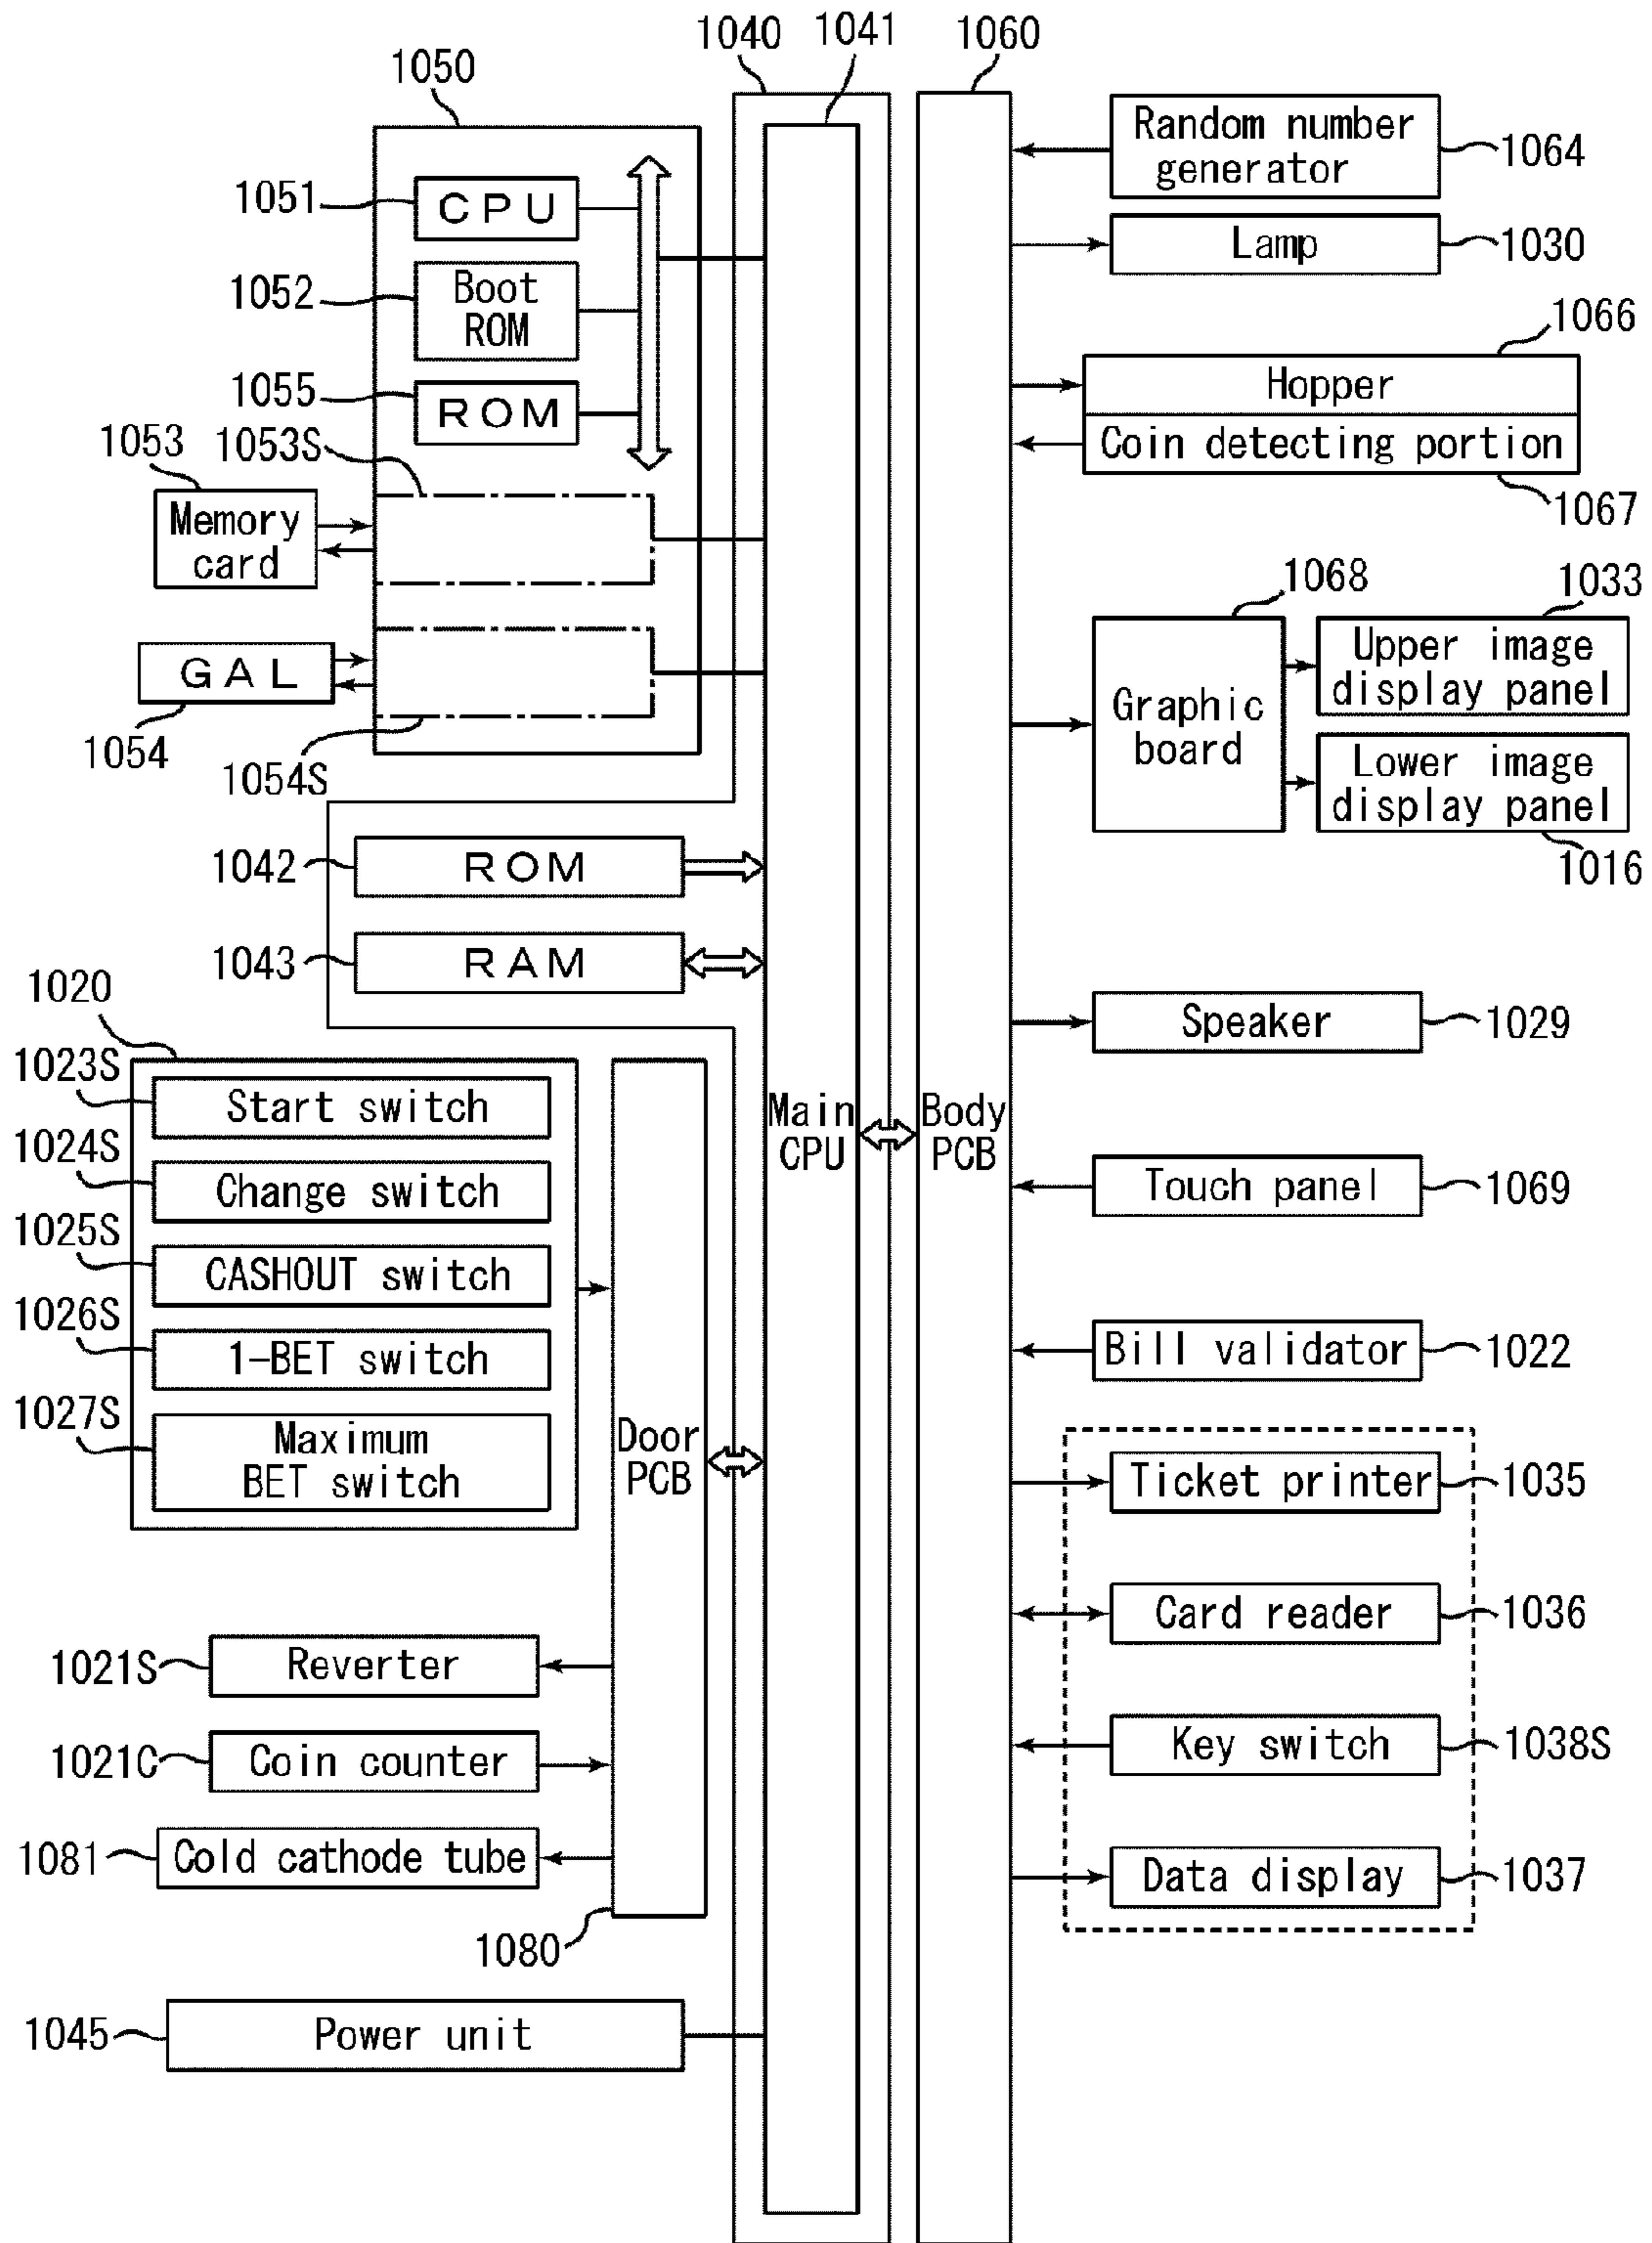 1040
1041
1060
1050
1051
CPU
1052
Boot
ROM
1055
ROM
1053
1053S
Memory
card
GAL
1054
1054S
1042
ROM
1043
RAM
1020
1023S
Start switch
1024S
Change switch
1025S
CASHOUT switch
1026S
1-BET switch
1027S
Maximum
BET switch
Door
PCB
Main
CPU
Body
PCB
1021S
Reverter
1021C
Coin counter
1081
Cold cathode tube
1080
1045
Power unit
Random number
generator
1064
Lamp
1030
1066
Hopper
Coin detecting portion
1067
1068
1033
Graphic
board
Upper image
display panel
Lower image
display panel
1016
Speaker
1029
Touch panel
1069
Bill validator
1022
Ticket printer
1035
Card reader
1036
Key switch
1038S
Data display
1037